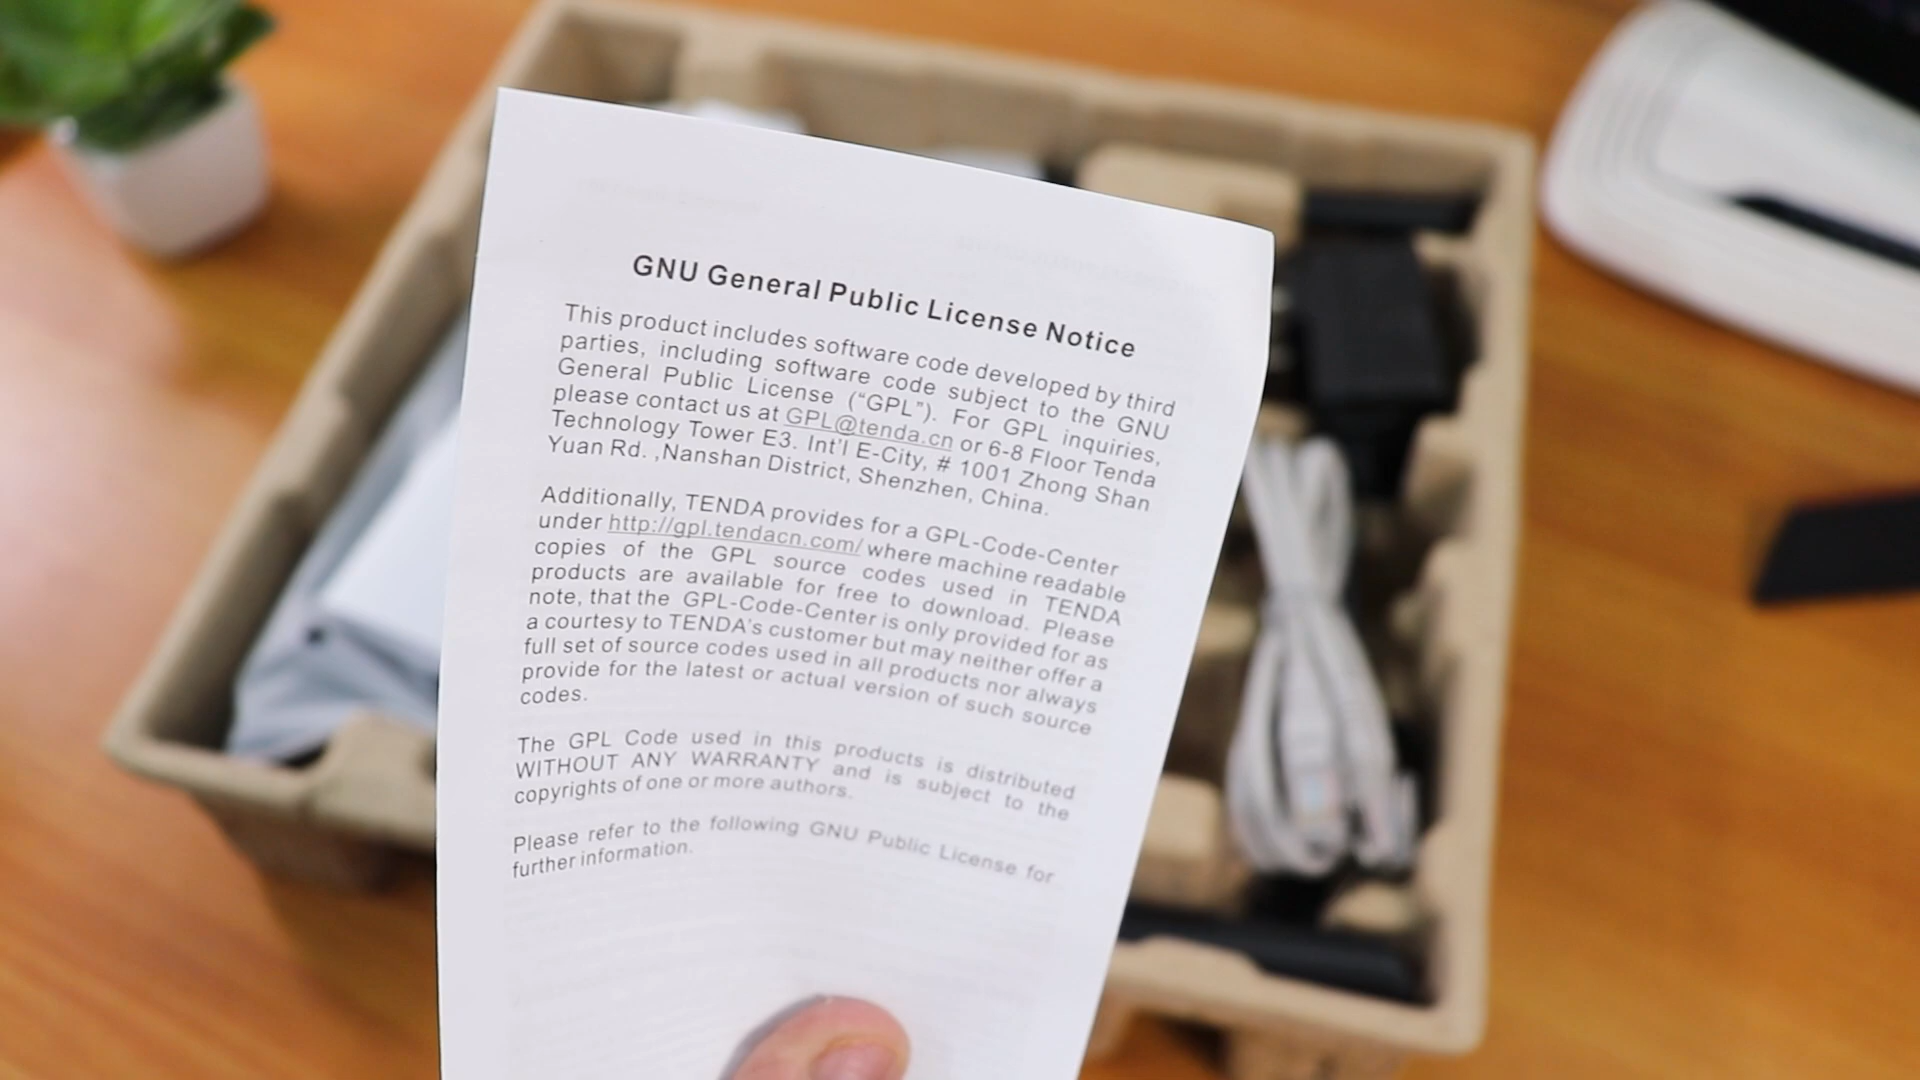 GNU General Public License Notice
This product includes software code developed by third
parties, including software code subject to the GNU
General Public License (“GPL”). For GPL inquiries,
please contact us at GPL@tenda.cn or 6-8 Floor Tenda
Technology Tower E3. Int’l E-City, # 1001 Zhong Shan
Yuan Rd. ,Nanshan District, Shenzhen, China.
Additionally, TENDA provides for a GPL-Code-Center
under http://gpl.tendacn.com/ where machine readable
copies of the GPL source codes used in TENDA
products are available for free to download. Please
note, that the GPL-Code-Center is only provided for as
a courtesy to TENDA’s customer but may neither offer a
full set of source codes used in all products nor always
provide for the latest or actual version of such source
codes.
The GPL Code used in this products is distributed
WITHOUT ANY WARRANTY and is subject to the
copyrights of one or more authors.
Please refer to the following GNU Public License for
further information.